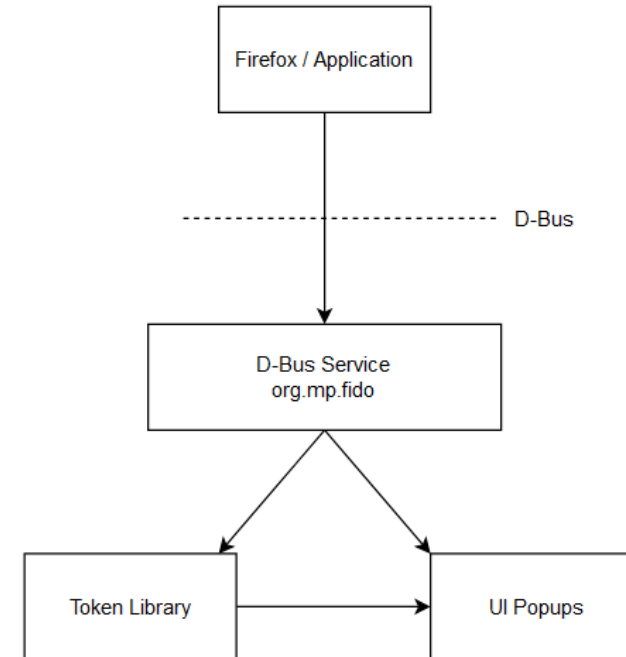 Firefox / Application
D-Bus
D-Bus Service
org.mp.fido
Token Library
UI Popups